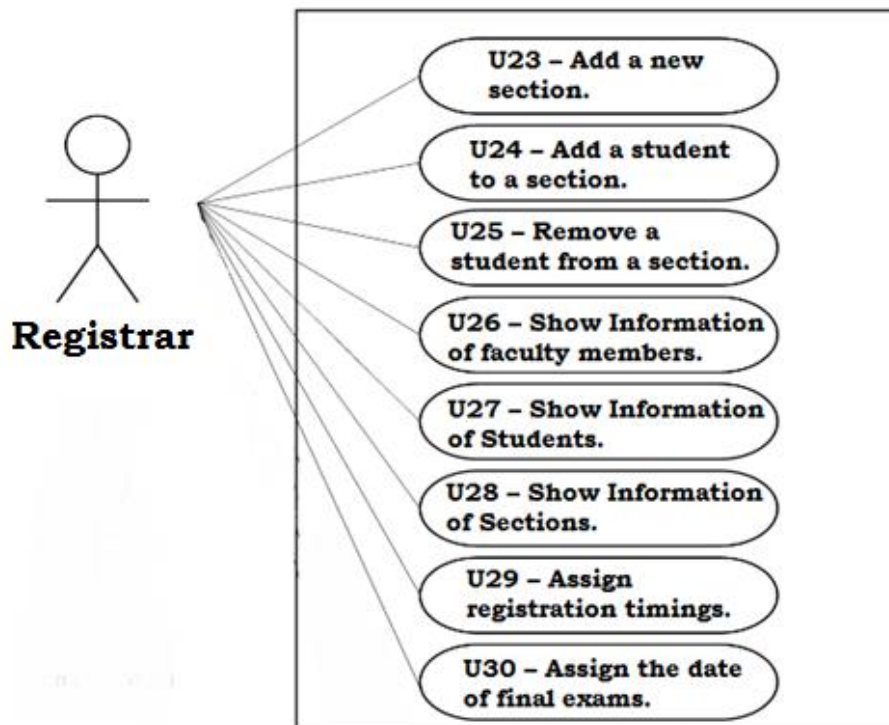 U23 – Add a new
section.
U24 – Add a student
to a section.
U25 – Remove a
student from a section.
Registrar
U26 – Show Information
of faculty members.
U27 – Show Information
of Students.
U28 – Show Information
of Sections.
U29 – Assign
registration timings.
U30 – Assign the date
of final exams.